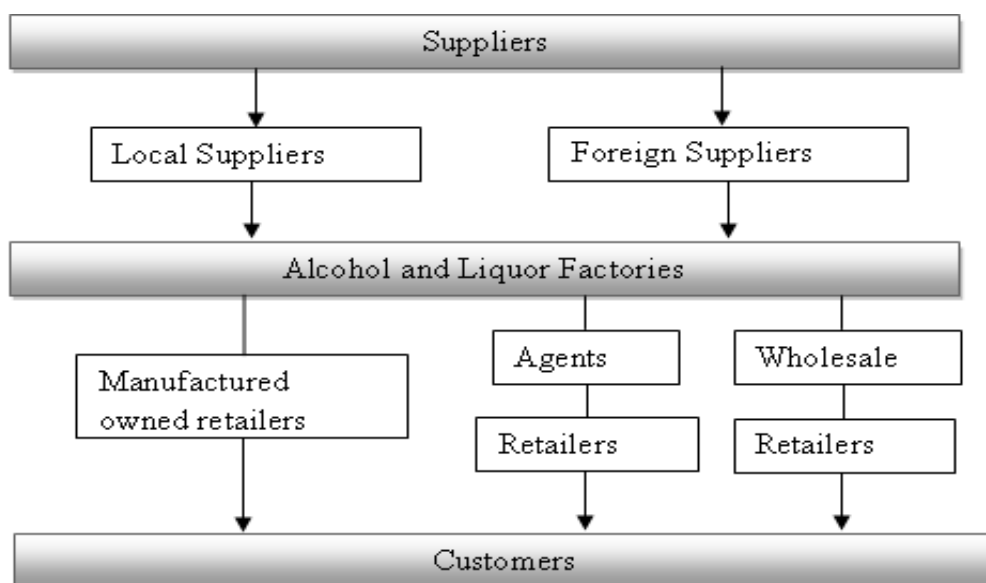 Suppliers
Local Suppliers
Foreign Suppliers
Alcohol and Liquor Factories
Manufactured
owned retailers
Agents
Wholesale
Retailers
Retailers
Customers